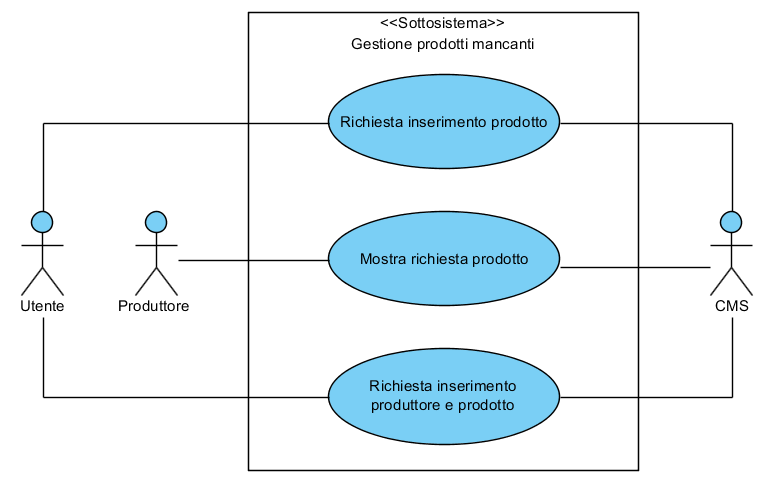 <<Sottosistema>>
Gestione prodotti mancanti
Richiesta inserimento prodotto
Mostra richiesta prodotto
Utente
Produttore
CMS
Richiesta inserimento
produttore e prodotto